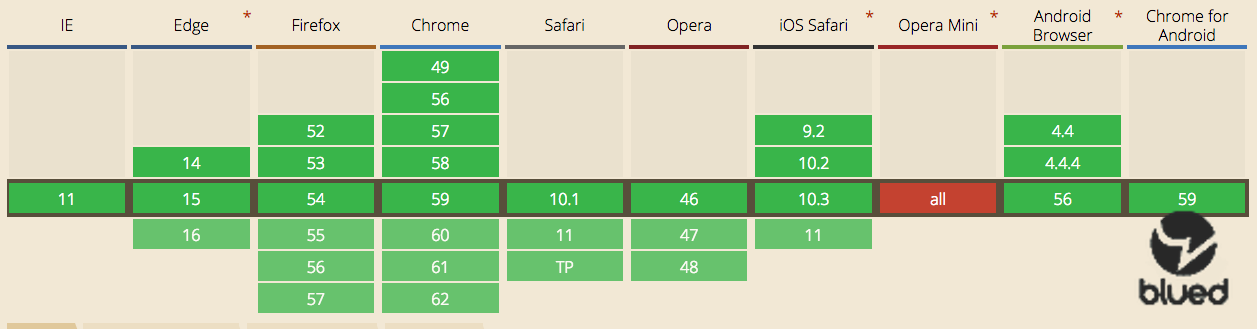 IE Edge * Firefox Chrome Safari Opera iOS Safari * Opera Mini * Android Browser * Chrome for Android
49
56
52 57 9.2 4.4
14 53 58 10.2 4.4.4
11 15 54 59 10.1 46 10.3 all 56 59
16 55 60 11 47 11
56 61 TP 48
57 62
blued